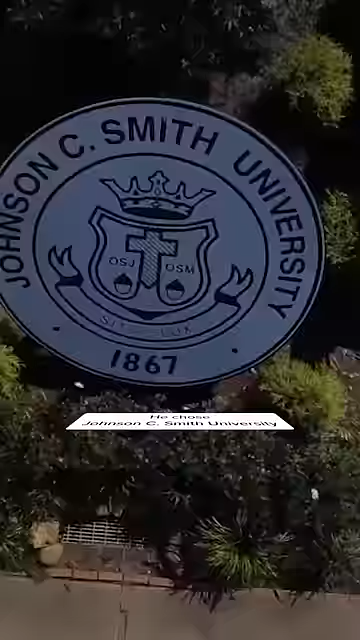 JOHNSON C. SMITH UNIVERSITY
OSJ OSM
1867
He chose
Johnson C. Smith University